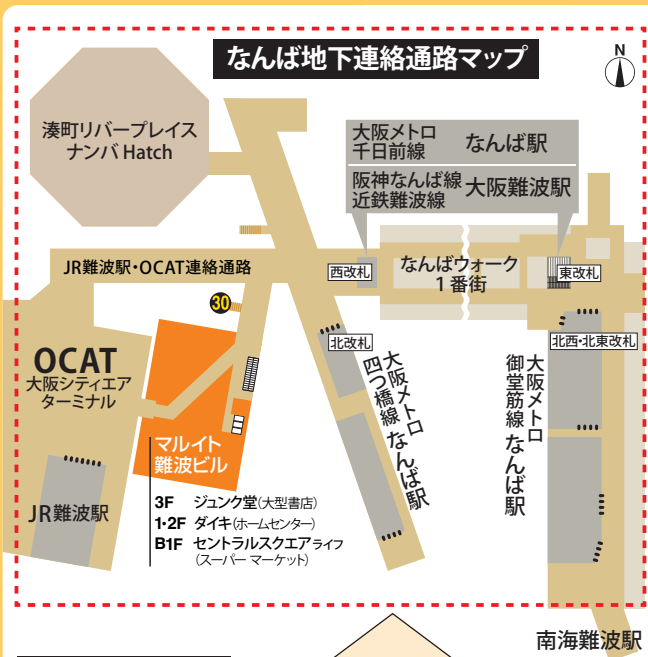 なんば地下連絡通路マップ
N
湊町リバープレイス
ナンバ Hatch
大阪メトロ
千日前線 なんば駅
阪神なんば線
近鉄難波線 大阪難波駅
JR難波駅・OCAT連絡通路
西改札
なんばウォーク
1番街
東改札
30
北改札
北西・北東改札
OCAT
大阪シティエア
ターミナル
大阪メトロ
四つ橋線 なんば駅
大阪メトロ
御堂筋線 なんば駅
マルイト
難波ビル
JR難波駅
3F ジュンク堂(大型書店)
1・2F ダイキ(ホームセンター)
B1F セントラルスクエアライフ
(スーパー マーケット)
南海難波駅